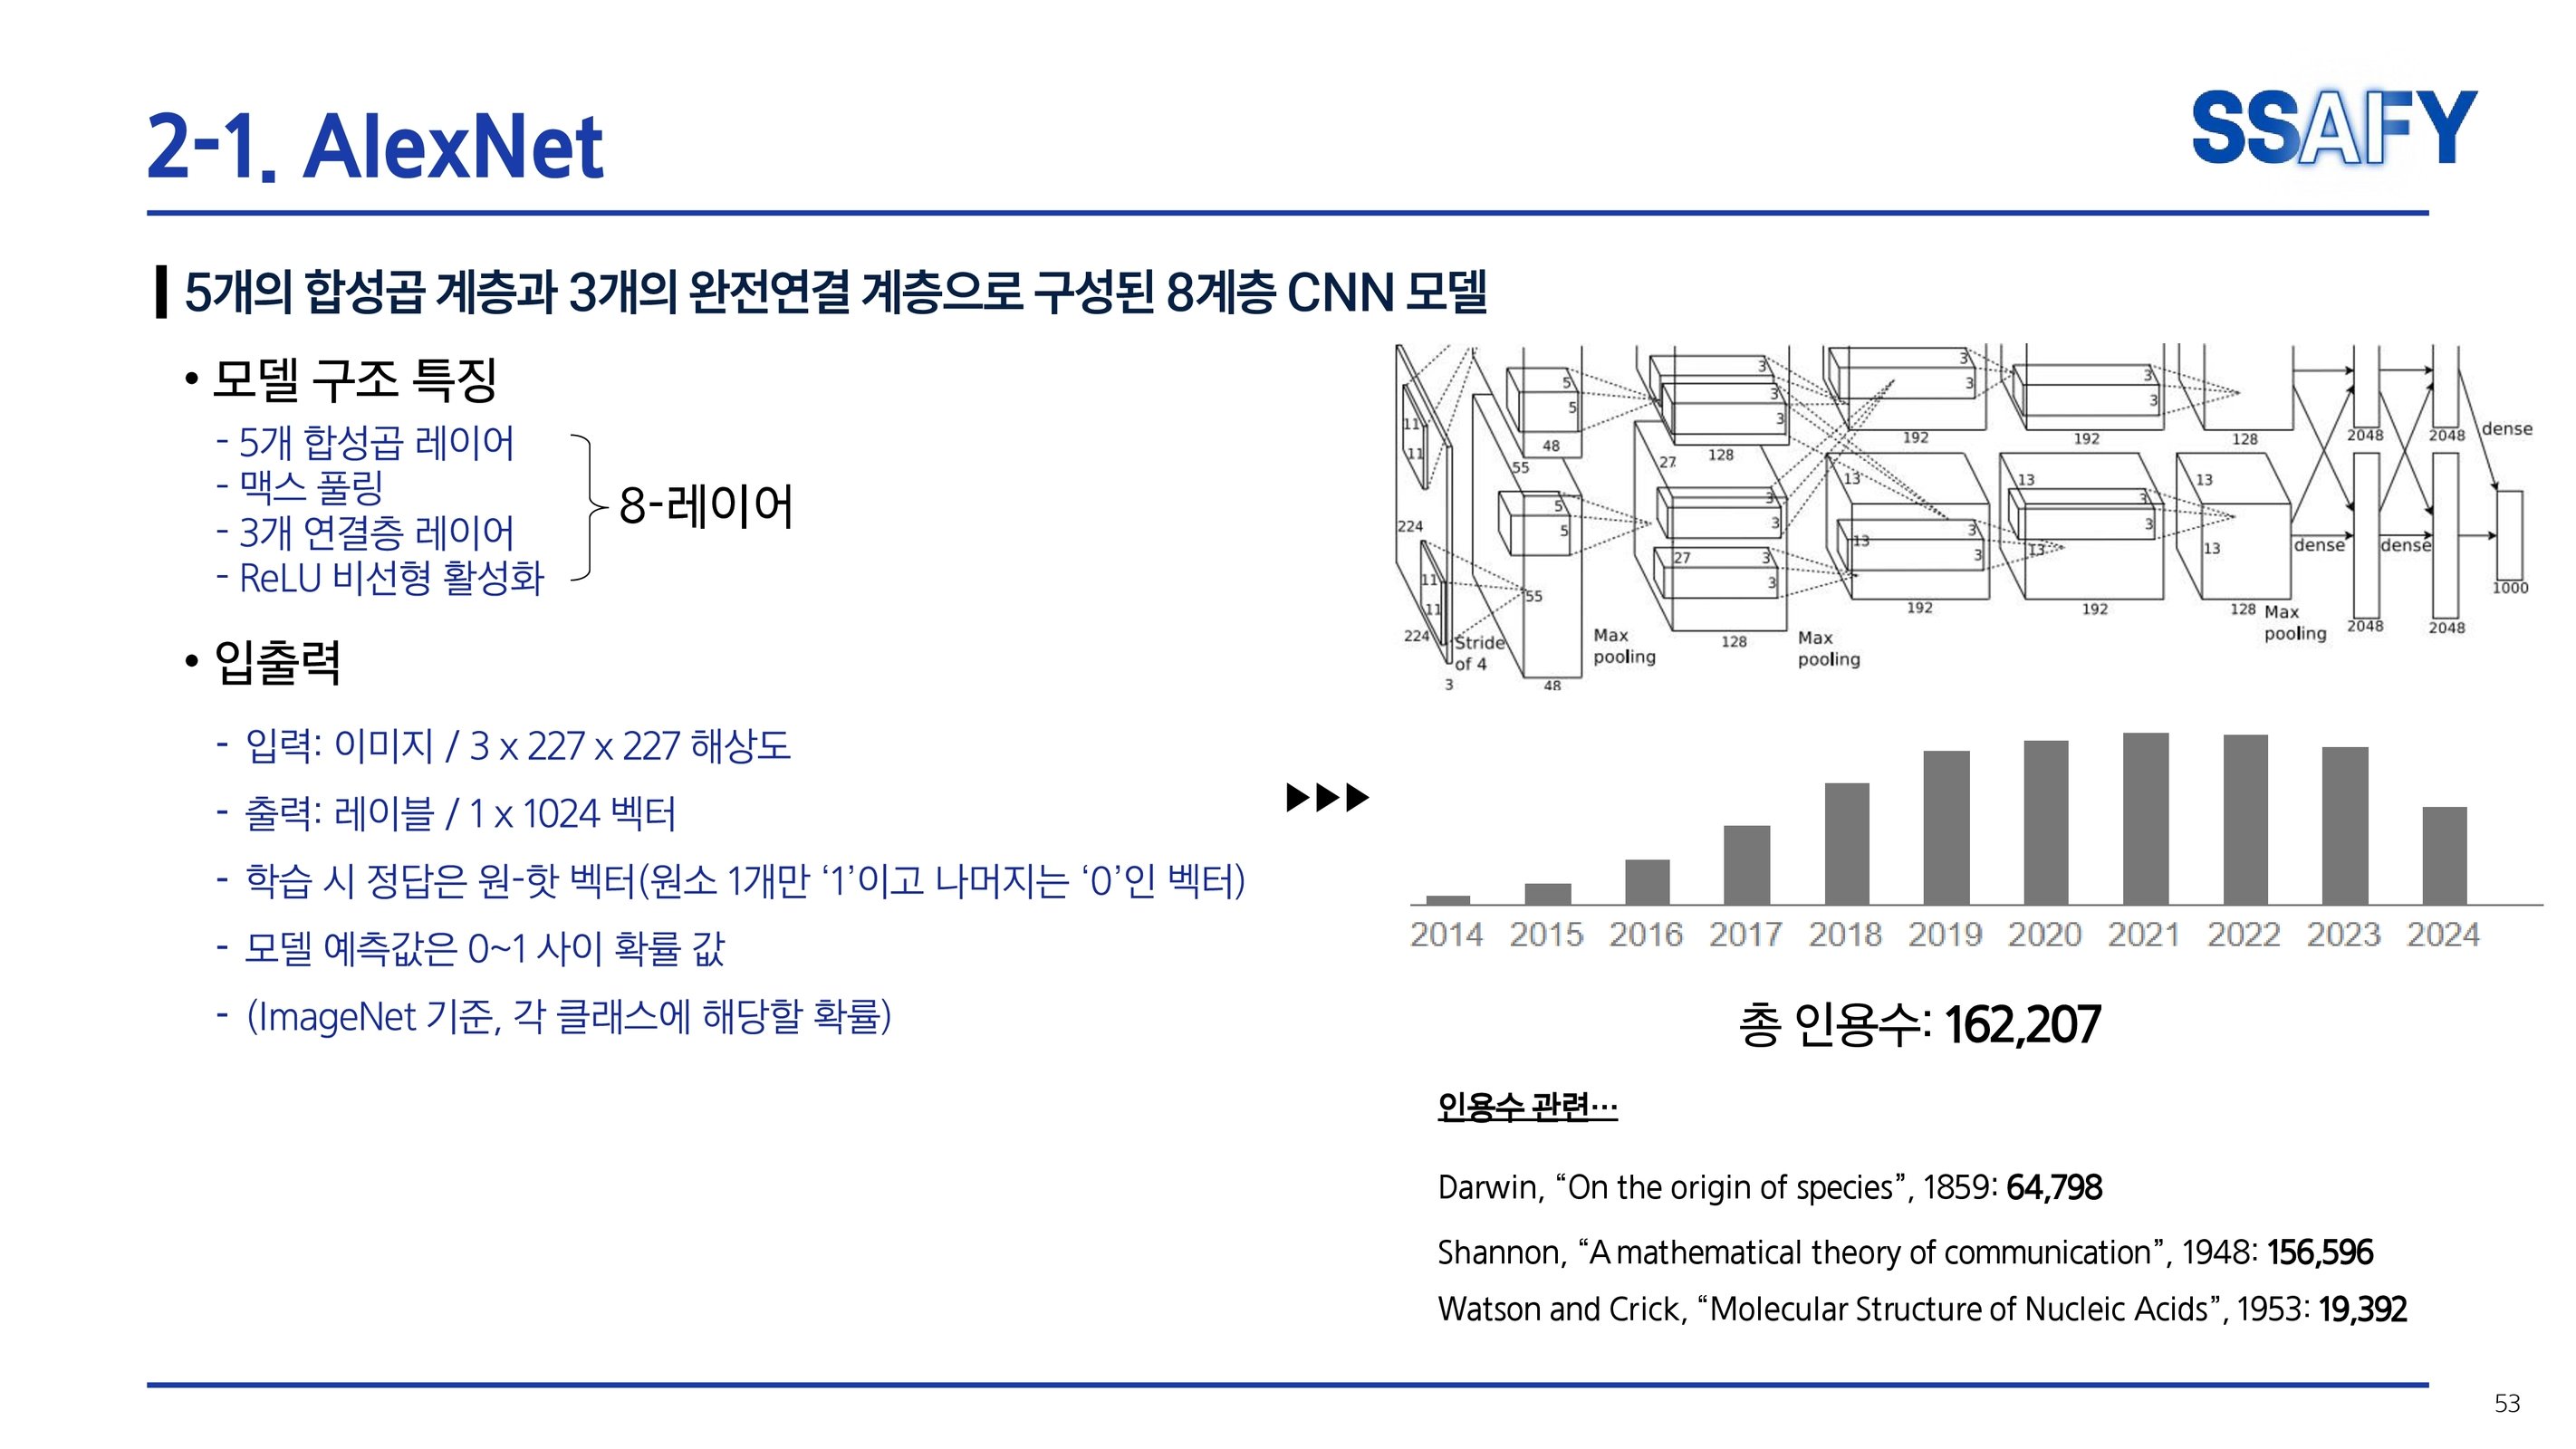 2-1. AlexNet
SSAFY
5개의 합성곱 계층과 3개의 완전연결 계층으로 구성된 8계층 CNN 모델
• 모델 구조 특징
- 5개 합성곱 레이어
- 맥스 풀링
- 3개 연결층 레이어
- ReLU 비선형 활성화
8-레이어
• 입출력
- 입력: 이미지 / 3 x 227 x 227 해상도
- 출력: 레이블 / 1 x 1024 벡터
- 학습 시 정답은 원-핫 벡터(원소 1개만 ‘1’이고 나머지는 ‘0’인 벡터)
- 모델 예측값은 0~1 사이 확률 값
- (ImageNet 기준, 각 클래스에 해당할 확률)
11
11
224
11
11
224
3
Stride
of 4
5
5
48
55
5
5
55
48
Max
pooling
3
3
3
27
128
3
3
27
3
3
128
Max
pooling
3
3
192
13
3
13
3
192
3
3
192
13
3
3
13
192
128
13
13
128
Max
pooling
2048
2048
dense
dense
dense
2048
2048
1000
2014 2015 2016 2017 2018 2019 2020 2021 2022 2023 2024
총 인용수: 162,207
인용수 관련…
Darwin, “On the origin of species”, 1859: 64,798
Shannon, “A mathematical theory of communication”, 1948: 156,596
Watson and Crick, “Molecular Structure of Nucleic Acids”, 1953: 19,392
53